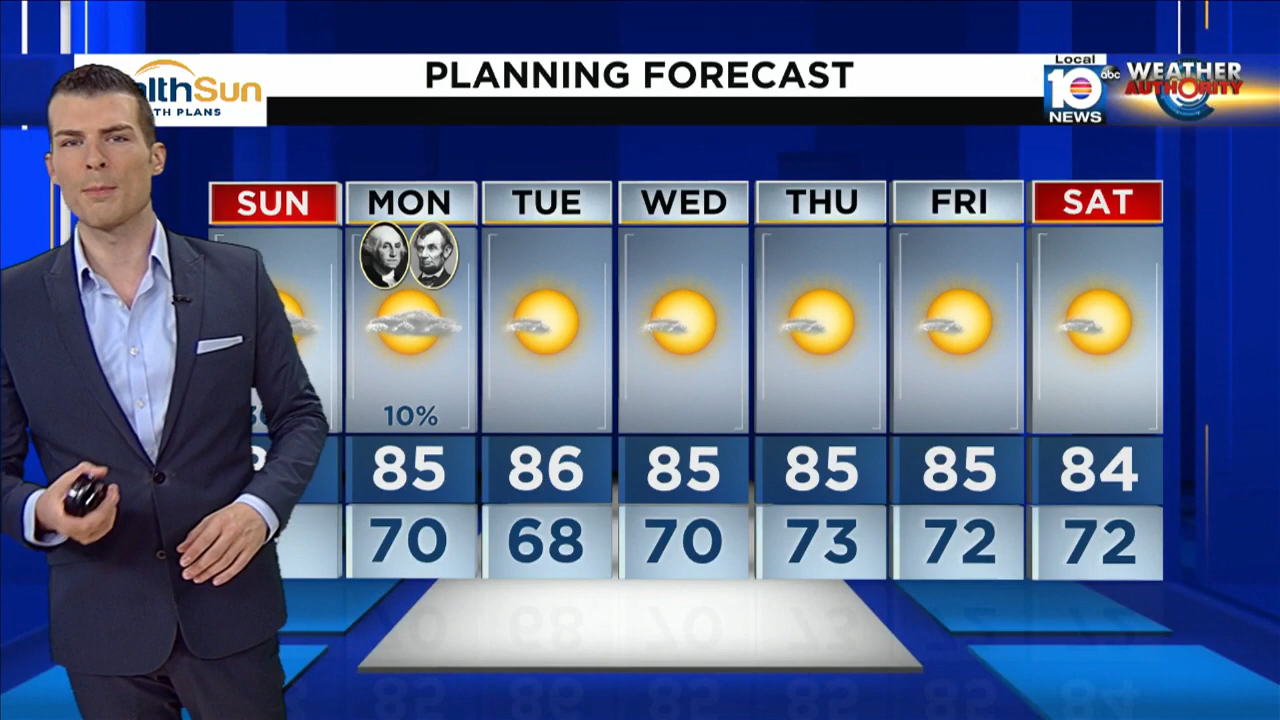 lthSun
TH PLANS
PLANNING FORECAST
Local
10
NEWS
abc
WEATHER
AUTHORITY
SUN MON TUE WED THU FRI SAT
10%
85 86 85 85 85 84
70 68 70 73 72 72